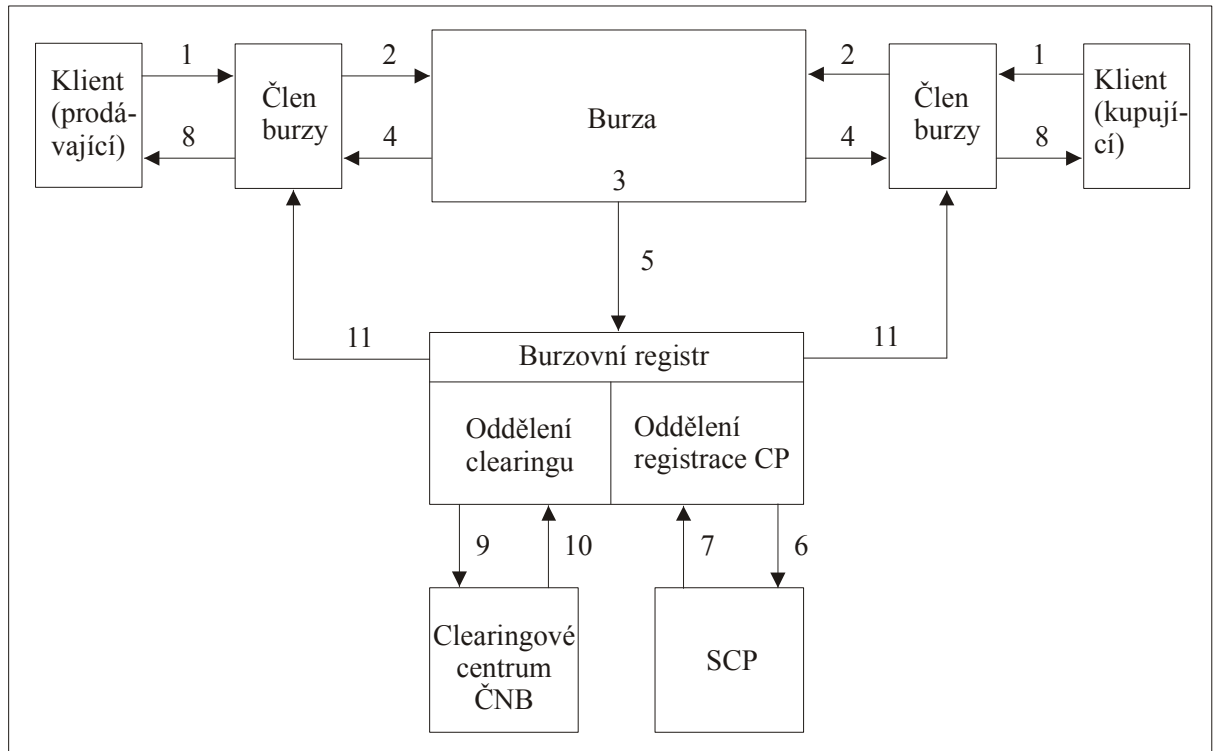 Klient
(prodá-
vající)
1
8
Člen
burzy
2
4
Burza
3
2
4
Člen
burzy
1
8
Klient
(kupují-
cí)
5
11
11
Burzovní registr
Oddělení
clearingu
Oddělení
registrace CP
9
10
7
6
Clearingové
centrum
ČNB
SCP